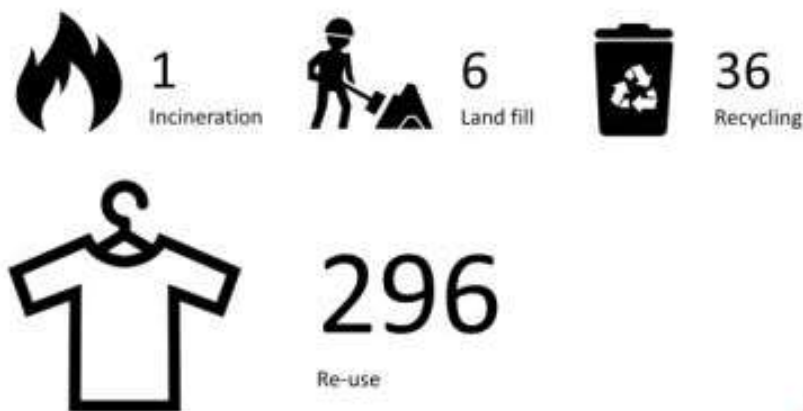 1
Incineration
6
Land fill
36
Recycling
296
Re-use